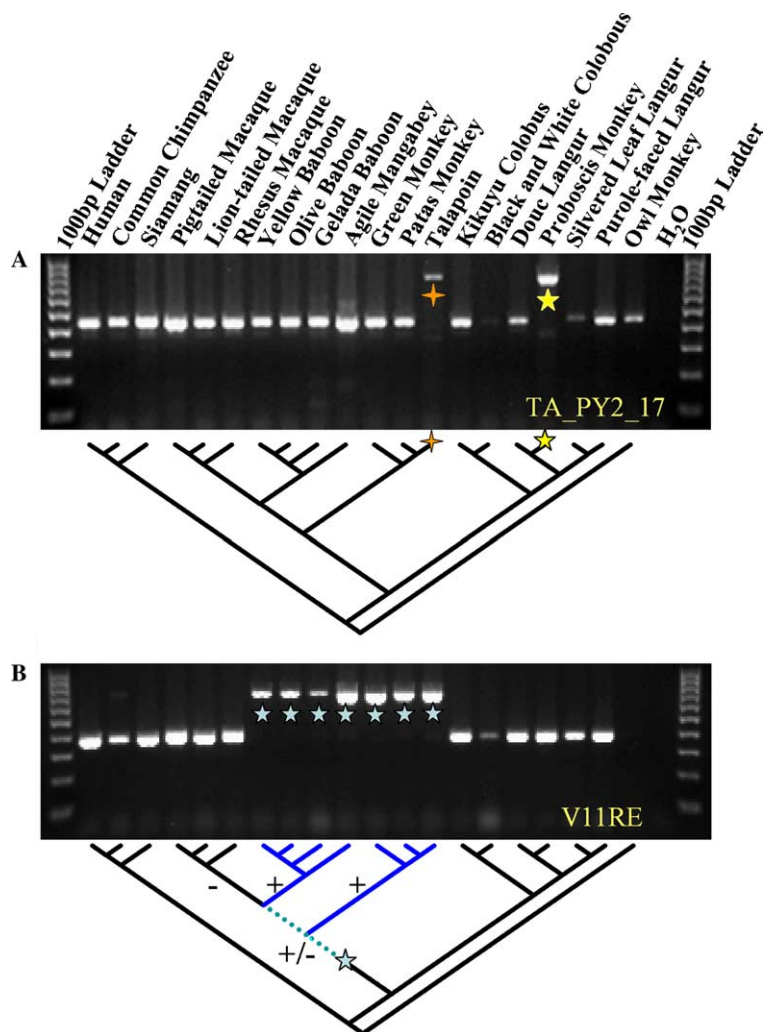 100bp Ladder
Human
Common Chimpanzee
Siamang
Pigtailed Macaque
Lion-tailed Macaque
Rhesus Macaque
Yellow Baboon
Olive Baboon
Gelada Baboon
Agile Mangabey
Green Monkey
Patas Monkey
Talapoin
Kikuyu Colobus
Black and White Colobous
Douc Langur
Proboscis Monkey
Silvered Leaf Langur
Purole-faced Langur
Owl Monkey
H2O
100bp Ladder
A
TA_PY2_17
B
V11RE
- + +
+/-